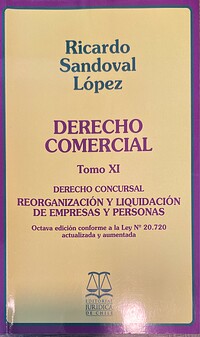 Ricardo
Sandoval
López
DERECHO
COMERCIAL
Tomo XI
DERECHO CONCURSAL
REORGANIZACIÓN Y LIQUIDACIÓN
DE EMPRESAS Y PERSONAS
Octava edición conforme a la Ley Nº 20.720
actualizada y aumentada
EDITORIAL
JURIDICA
DE CHILE